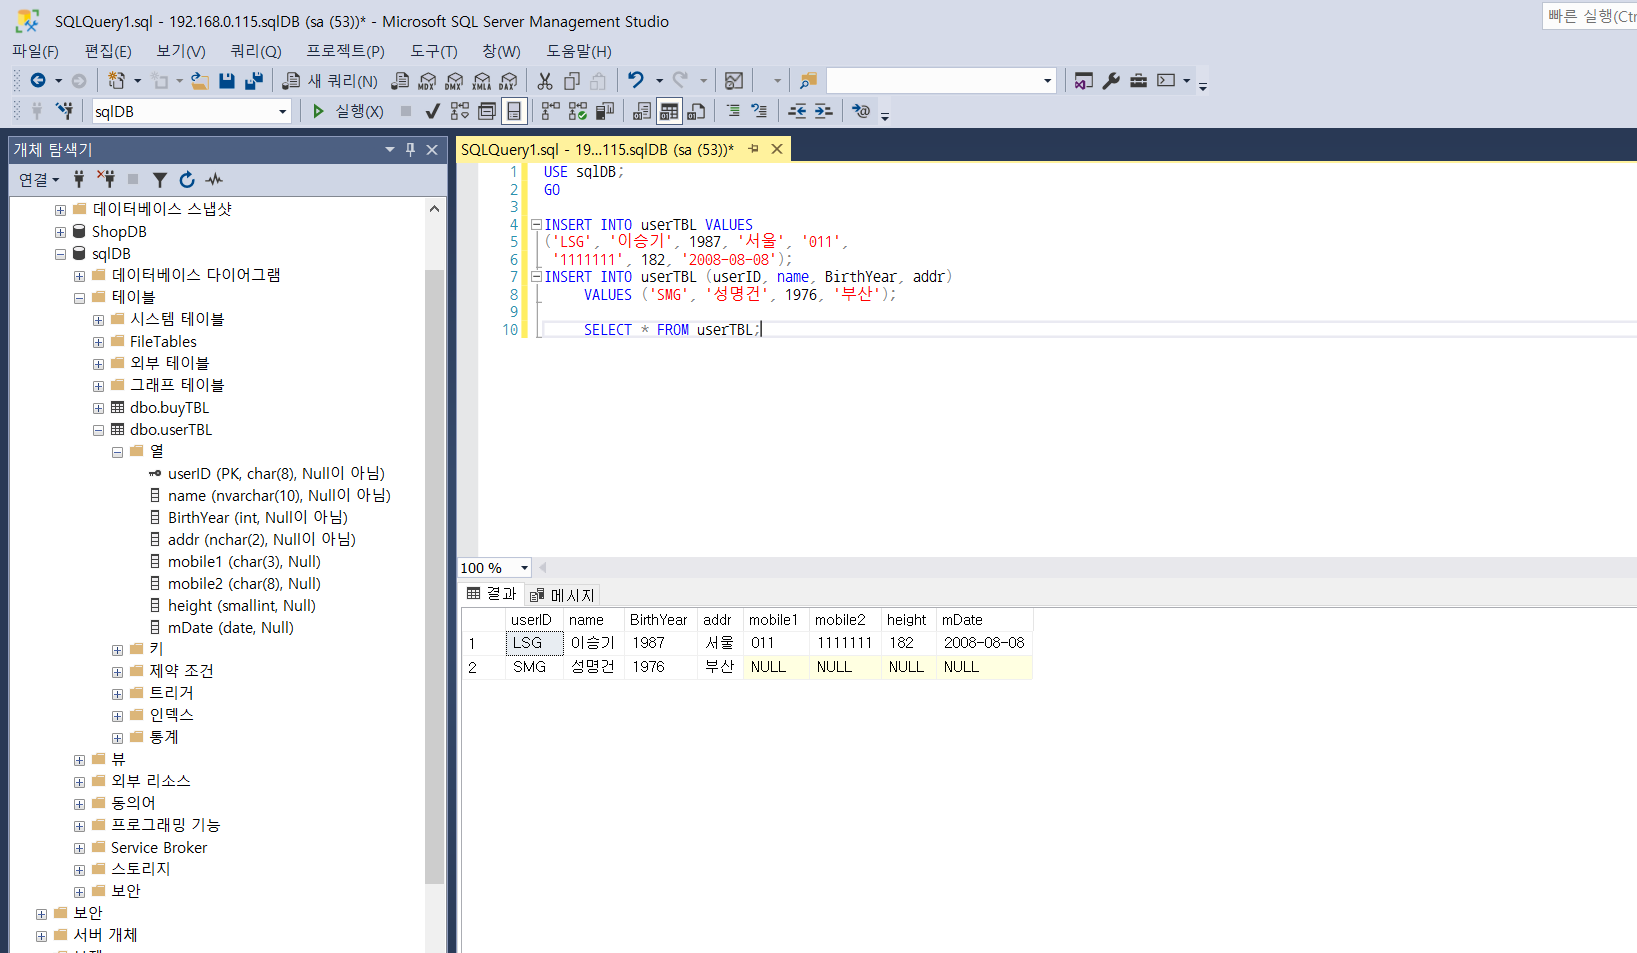 SQLQuery1.sql - 192.168.0.115.sqlDB (sa (53))* - Microsoft SQL Server Management Studio
빠른 실행(Ctr
파일(F) 편집(E) 보기(V) 쿼리(Q) 프로젝트(P) 도구(T) 창(W) 도움말(H)
새 쿼리(N) MDX DMX XMLA DAX
sqlDB 실행(X)
개체 탐색기
연결
데이터베이스 스냅샷
ShopDB
sqlDB
데이터베이스 다이어그램
테이블
시스템 테이블
FileTables
외부 테이블
그래프 테이블
dbo.buyTBL
dbo.userTBL
열
userID (PK, char(8), Null이 아님)
name (nvarchar(10), Null이 아님)
BirthYear (int, Null이 아님)
addr (nchar(2), Null이 아님)
mobile1 (char(3), Null)
mobile2 (char(8), Null)
height (smallint, Null)
mDate (date, Null)
키
제약 조건
트리거
인덱스
통계
뷰
외부 리소스
동의어
프로그래밍 기능
Service Broker
스토리지
보안
보안
서버 개체
SQLQuery1.sql - 19...115.sqlDB (sa (53))*
1 USE sqlDB;
2 GO
3
4 INSERT INTO userTBL VALUES
5 ('LSG', '이승기', 1987, '서울', '011',
6 '1111111', 182, '2008-08-08');
7 INSERT INTO userTBL (userID, name, BirthYear, addr)
8 VALUES ('SMG', '성명건', 1976, '부산');
9
10 SELECT * FROM userTBL;
100 %
결과 메시지
userID name BirthYear addr mobile1 mobile2 height mDate
1 LSG 이승기 1987 서울 011 1111111 182 2008-08-08
2 SMG 성명건 1976 부산 NULL NULL NULL NULL